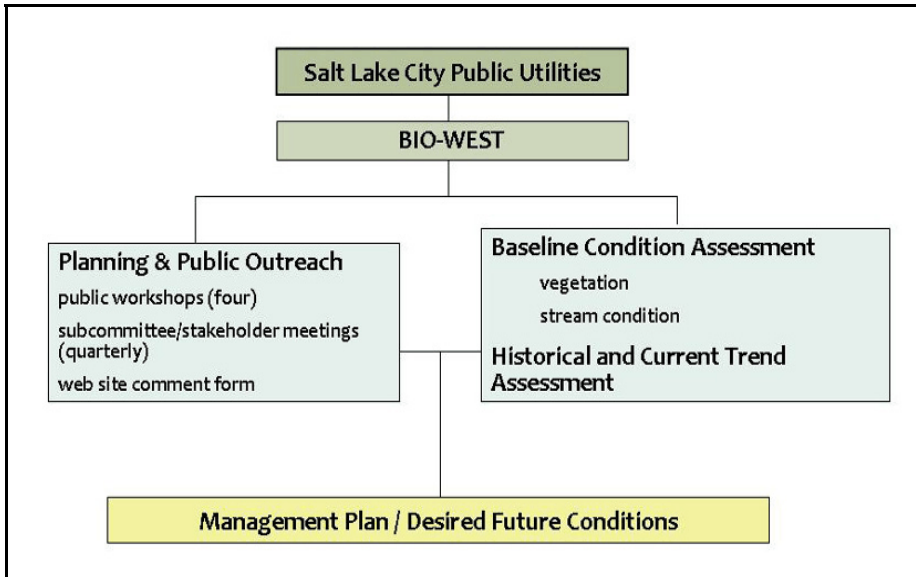 Salt Lake City Public Utilities
BIO-WEST
Planning & Public Outreach
public workshops (four)
subcommittee/stakeholder meetings
(quarterly)
web site comment form
Baseline Condition Assessment
vegetation
stream condition
Historical and Current Trend
Assessment
Management Plan / Desired Future Conditions